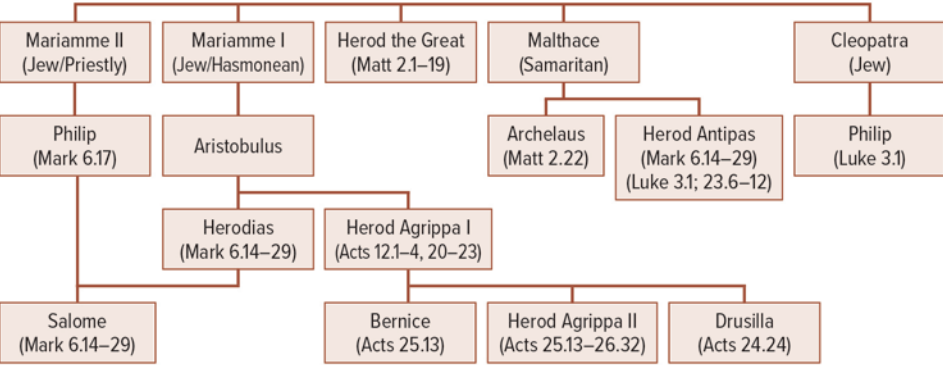 Mariamme II
(Jew/Priestly)
Mariamme I
(Jew/Hasmonean)
Herod the Great
(Matt 2.1–19)
Malthace
(Samaritan)
Cleopatra
(Jew)
Philip
(Mark 6.17)
Aristobulus
Archelaus
(Matt 2.22)
Herod Antipas
(Mark 6.14–29)
(Luke 3.1; 23.6–12)
Philip
(Luke 3.1)
Herodias
(Mark 6.14–29)
Herod Agrippa I
(Acts 12.1–4, 20–23)
Salome
(Mark 6.14–29)
Bernice
(Acts 25.13)
Herod Agrippa II
(Acts 25.13–26.32)
Drusilla
(Acts 24.24)